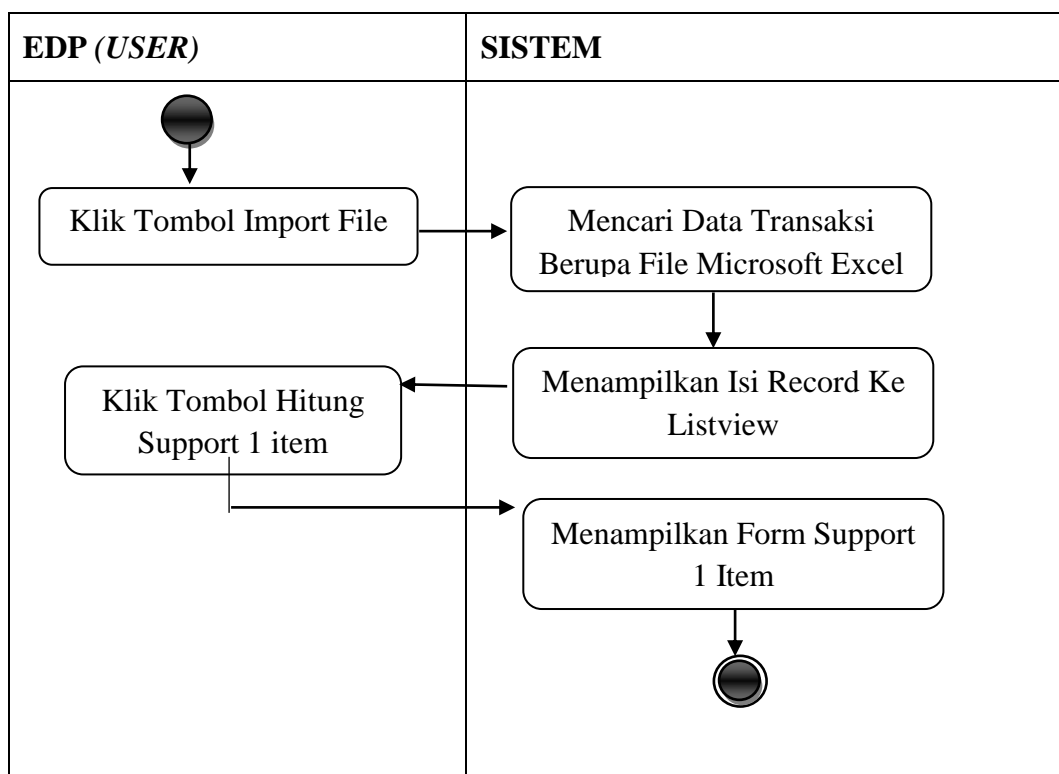 EDP (USER)
SISTEM
Klik Tombol Import File
Mencari Data Transaksi
Berupa File Microsoft Excel
Menampilkan Isi Record Ke
Listview
Klik Tombol Hitung
Support 1 item
Menampilkan Form Support
1 Item